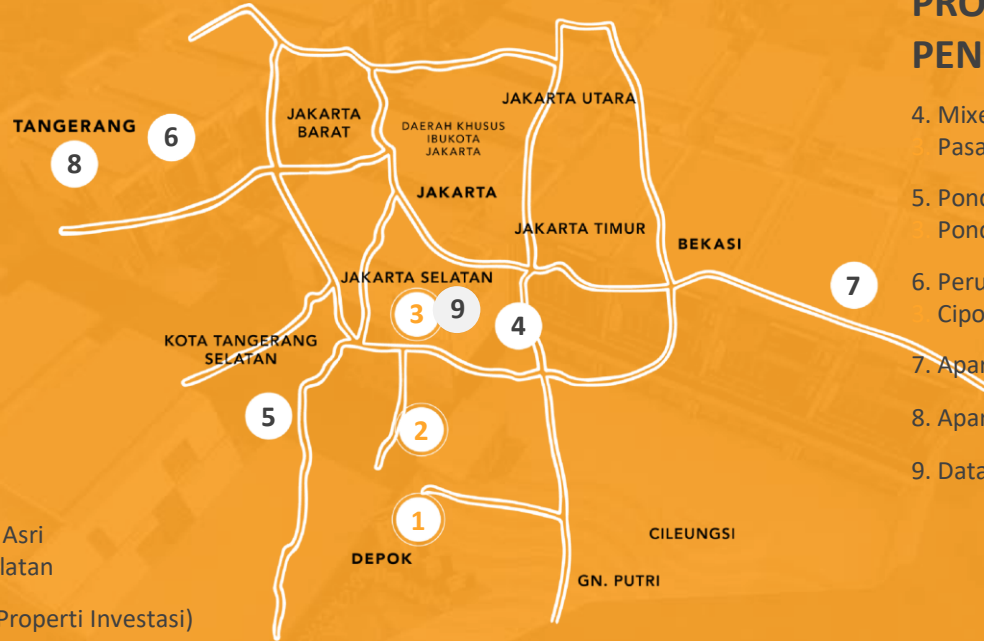 TANGERANG
6
8
JAKARTA
BARAT
DAERAH KHUSUS
IBUKOTA
JAKARTA
JAKARTA
JAKARTA UTARA
JAKARTA TIMUR
BEKASI
7
JAKARTA SELATAN
3
9
4
KOTA TANGERANG
SELATAN
5
2
1
DEPOK
CILEUNGSI
GN. PUTRI
Asri
latan
Properti Investasi)
PRO
PEN
4. Mixe
Pasa
5. Pond
Pond
6. Peru
Cipo
7. Apar
8. Apar
9. Data